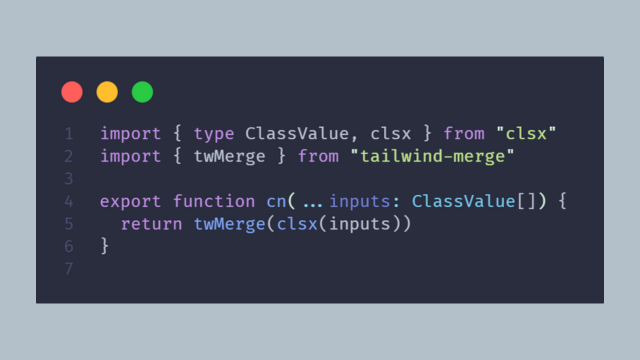 1 import { type ClassValue, clsx } from "clsx"
2 import { twMerge } from "tailwind-merge"
3
4 export function cn(...inputs: ClassValue[]) {
5   return twMerge(clsx(inputs))
6 }
7